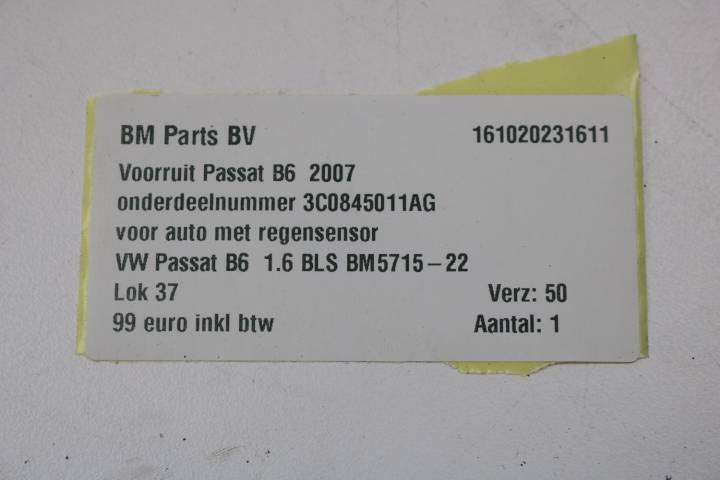 BM Parts BV 161020231611
Voorruit Passat B6 2007
onderdeelnummer 3C0845011AG
voor auto met regensensor
VW Passat B6 1.6 BLS BM5715-22
Lok 37 Verz: 50
99 euro inkl btw Aantal: 1